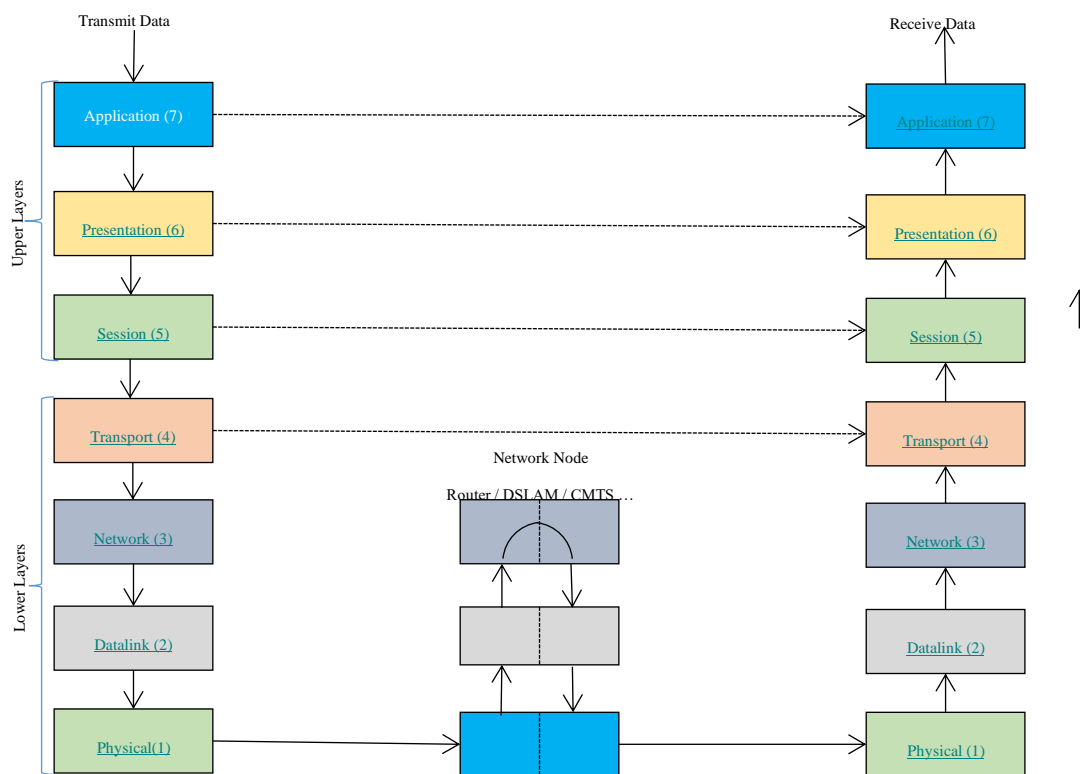 Transmit Data
Receive Data
Application (7)
Application (7)
Upper Layers
Presentation (6)
Presentation (6)
Session (5)
Session (5)
Transport (4)
Transport (4)
Network Node
Router / DSLAM / CMTS …
Network (3)
Network (3)
Lower Layers
Datalink (2)
Datalink (2)
Physical(1)
Physical (1)